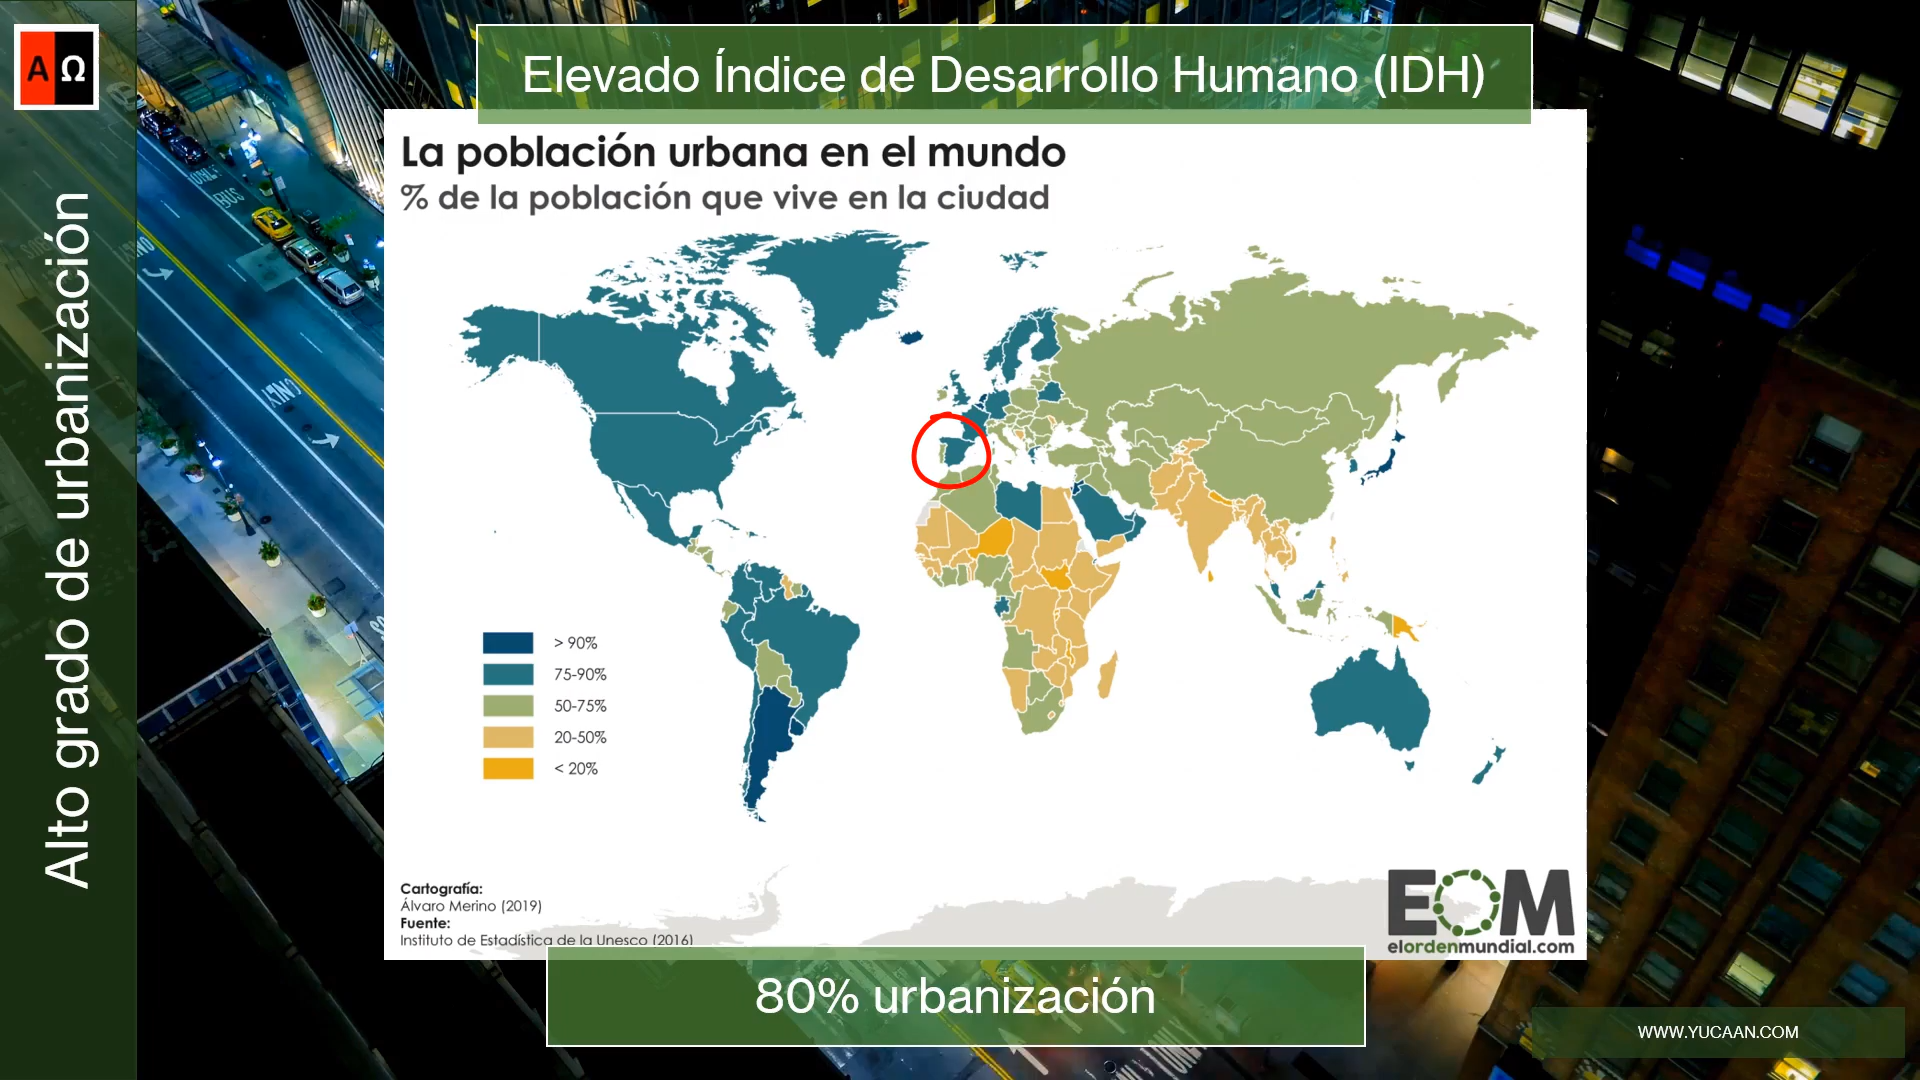 Α Ω
Elevado Índice de Desarrollo Humano (IDH)
Alto grado de urbanización
La población urbana en el mundo
% de la población que vive en la ciudad
> 90%
75-90%
50-75%
20-50%
< 20%
Cartografía:
Álvaro Merino (2019)
Fuente:
Instituto de Estadística de la Unesco (2016)
EOM
elordenmundial.com
80% urbanización
WWW.YUCAAN.COM
BUS
ONLY